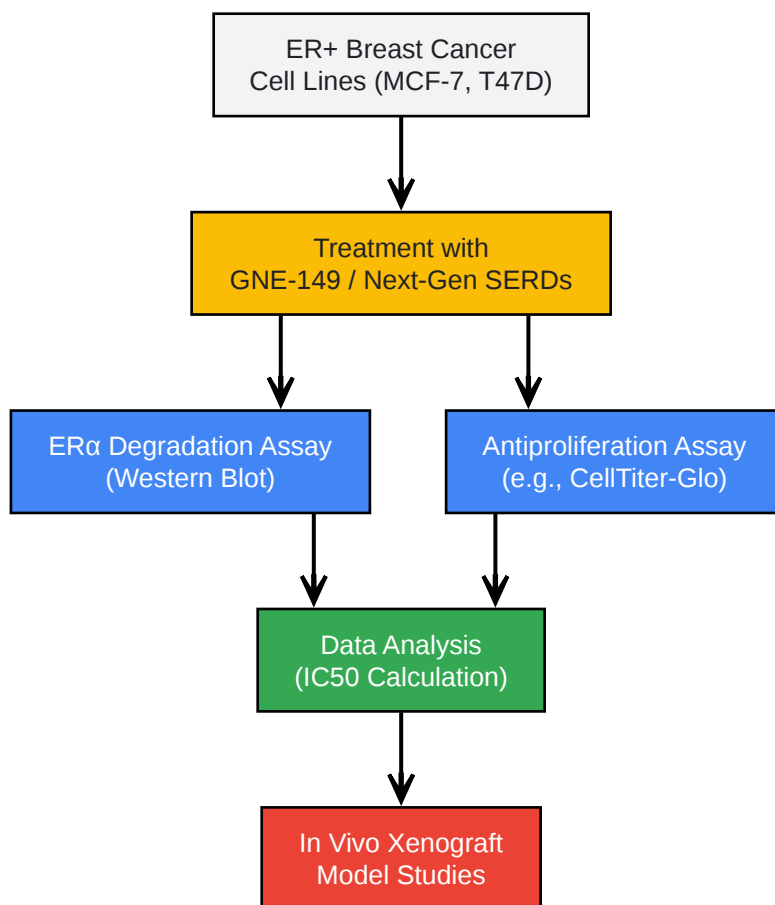 ER+ Breast Cancer
Cell Lines (MCF-7, T47D)
Treatment with
GNE-149 / Next-Gen SERDs
ERα Degradation Assay
(Western Blot)
Antiproliferation Assay
(e.g., CellTiter-Glo)
Data Analysis
(IC50 Calculation)
In Vivo Xenograft
Model Studies